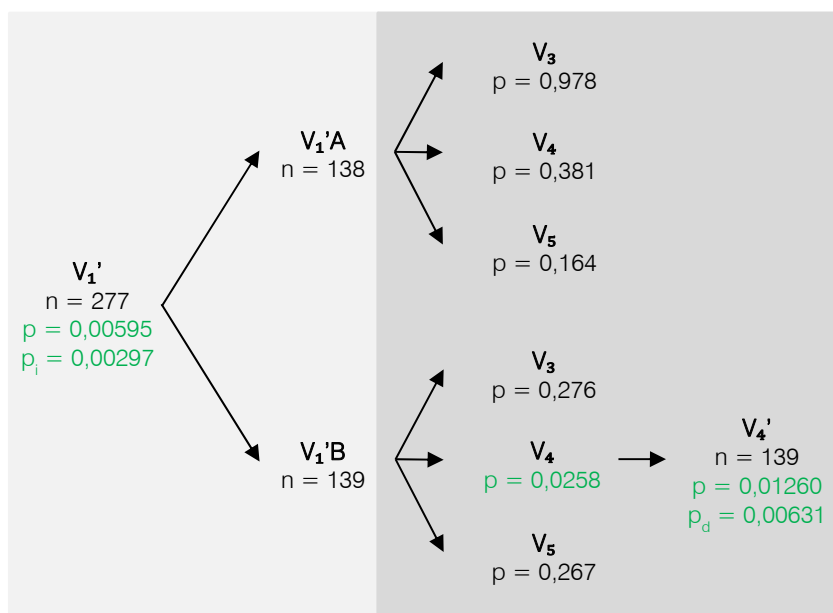 V₁'
n = 277
p = 0,00595
pᵢ = 0,00297
V₁'A
n = 138
V₁'B
n = 139
V₃
p = 0,978
V₄
p = 0,381
V₅
p = 0,164
V₃
p = 0,276
V₄
p = 0,0258
V₅
p = 0,267
V₄'
n = 139
p = 0,01260
p_d = 0,00631